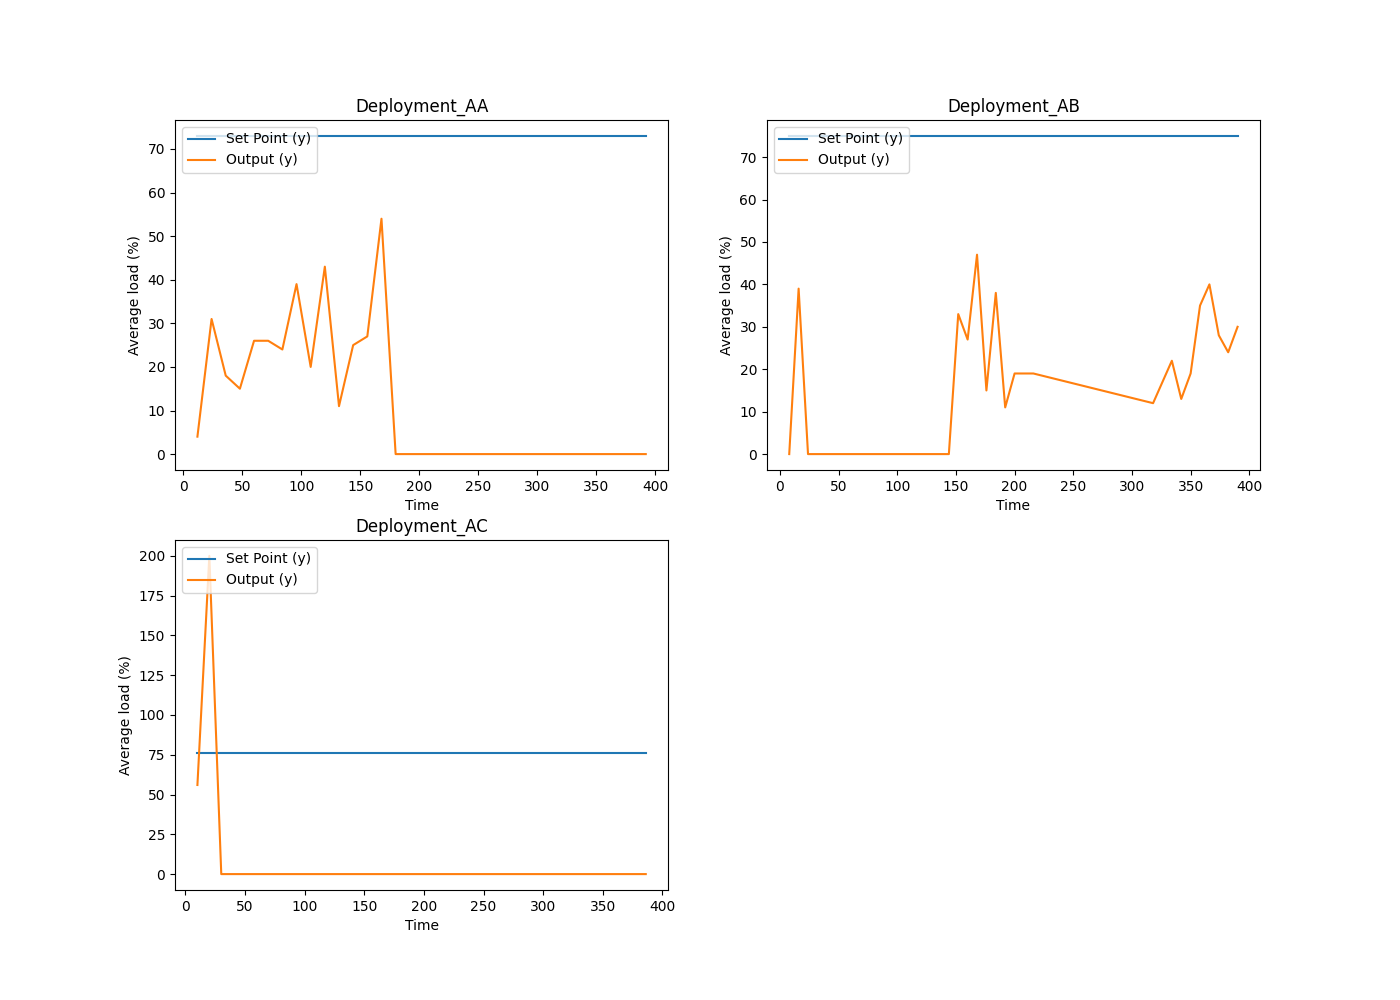 Deployment_AA
Set Point (y)
Output (y)
Average load (%)
70
60
50
40
30
20
10
0
0 50 100 150 200 250 300 350 400
Time
Deployment_AB
Set Point (y)
Output (y)
Average load (%)
70
60
50
40
30
20
10
0
0 50 100 150 200 250 300 350 400
Time
Deployment_AC
Set Point (y)
Output (y)
Average load (%)
200
175
150
125
100
75
50
25
0
0 50 100 150 200 250 300 350 400
Time